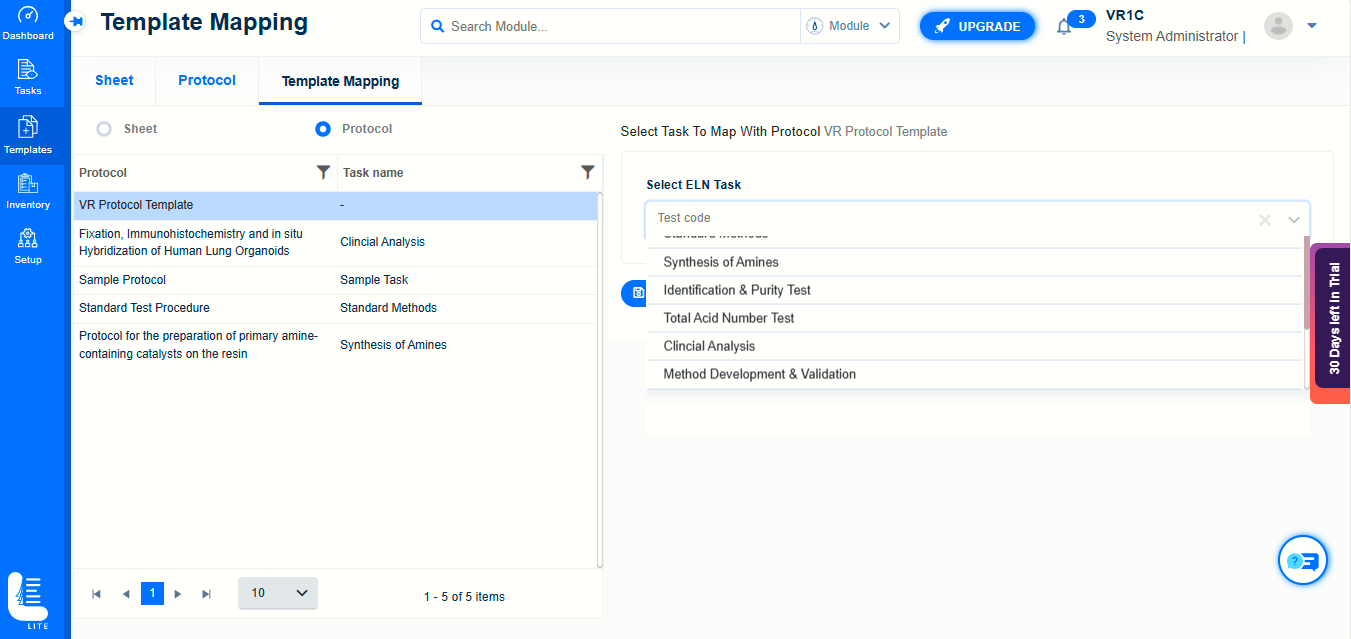 Template Mapping
Search Module...
Module
UPGRADE
3
VR1C
System Administrator |
Dashboard
Tasks
Templates
Inventory
Setup
LITE
Sheet
Protocol
Template Mapping
Sheet
Protocol
Protocol
Task name
VR Protocol Template
-
Fixation, Immunohistochemistry and in situ
Hybridization of Human Lung Organoids
Clincial Analysis
Sample Protocol
Sample Task
Standard Test Procedure
Standard Methods
Protocol for the preparation of primary amine-
containing catalysts on the resin
Synthesis of Amines
1
10
1 - 5 of 5 items
Select Task To Map With Protocol VR Protocol Template
Select ELN Task
Test code
Standard Methods
Synthesis of Amines
Identification & Purity Test
Total Acid Number Test
Clincial Analysis
Method Development & Validation
30 Days left In Trial